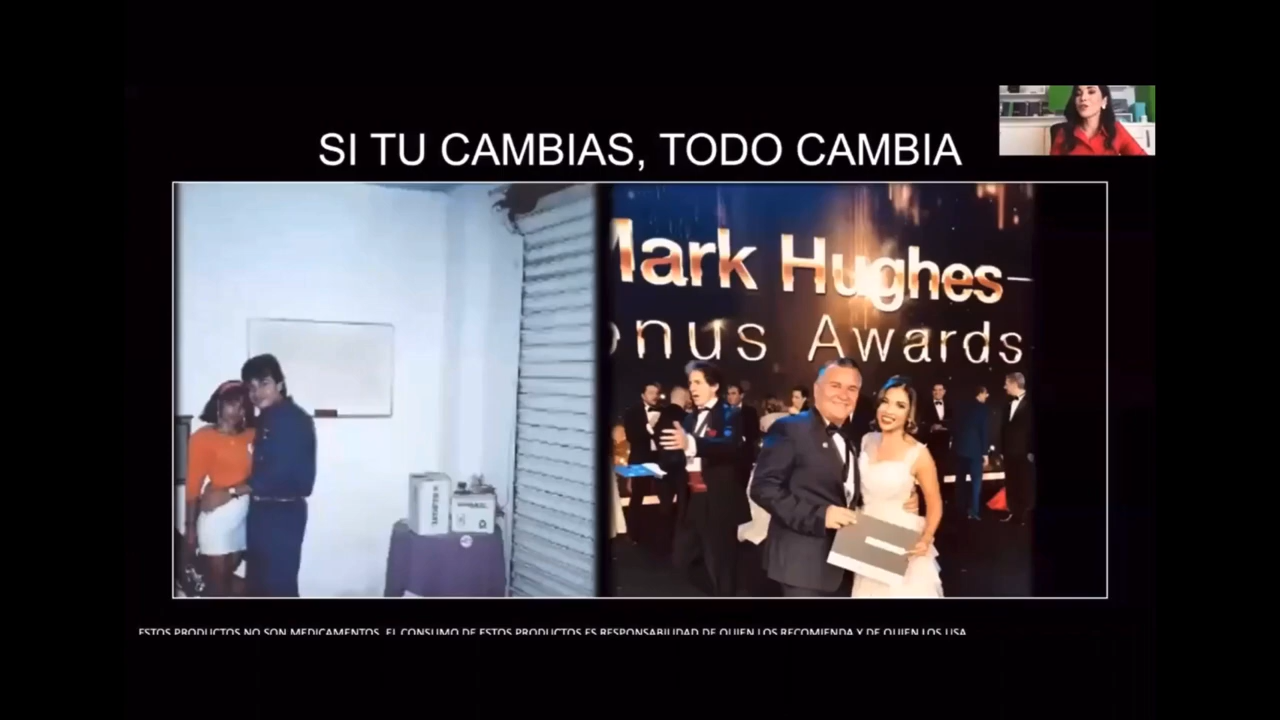 SI TU CAMBIAS, TODO CAMBIA
Mark Hughes
onus Awards
ESTOS PRODUCTOS NO SON MEDICAMENTOS. EL CONSUMO DE ESTOS PRODUCTOS ES RESPONSABILIDAD DE QUIEN LOS RECOMIENDA Y DE QUIEN LOS USA